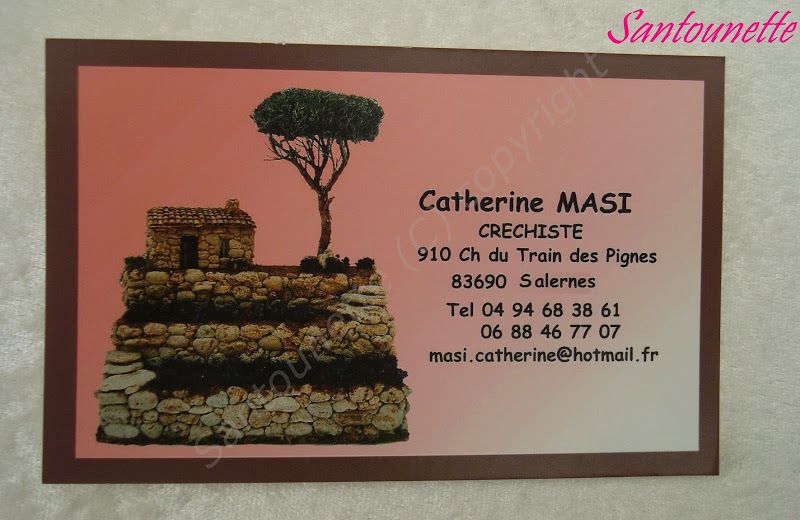 Santounette
Catherine MASI
CRECHISTE
910 Ch du Train des Pignes
83690 Salernes
Tel 04 94 68 38 61
06 88 46 77 07
masi.catherine@hotmail.fr
Santounette (C) copyright